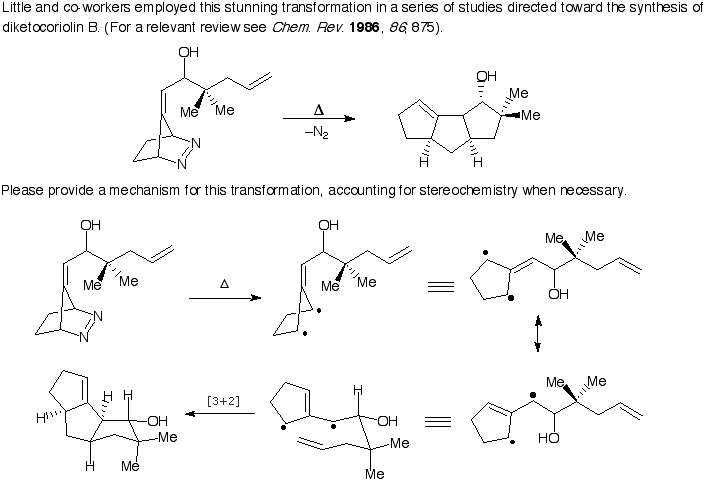 Little and co-workers employed this stunning transformation in a series of studies directed toward the synthesis of
diketocoriolin B. (For a relevant review see Chem. Rev. 1986, 86, 875).
OH
Me
Me
N
N
Δ
–N2
OH
Me
Me
H
H
Please provide a mechanism for this transformation, accounting for stereochemistry when necessary.
OH
Me
Me
N
N
Δ
OH
Me
Me
Me
Me
OH
H
H
H
OH
Me
Me
H
[3+2]
H
OH
Me
Me
Me
Me
HO